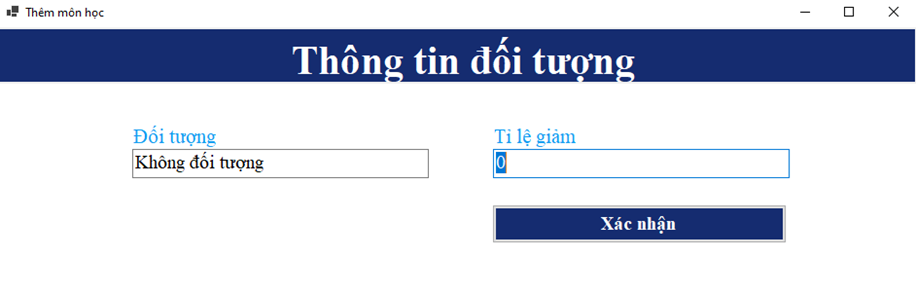 Thêm môn học
Thông tin đối tượng
Đối tượng
Tỉ lệ giảm
Không đối tượng
0
Xác nhận